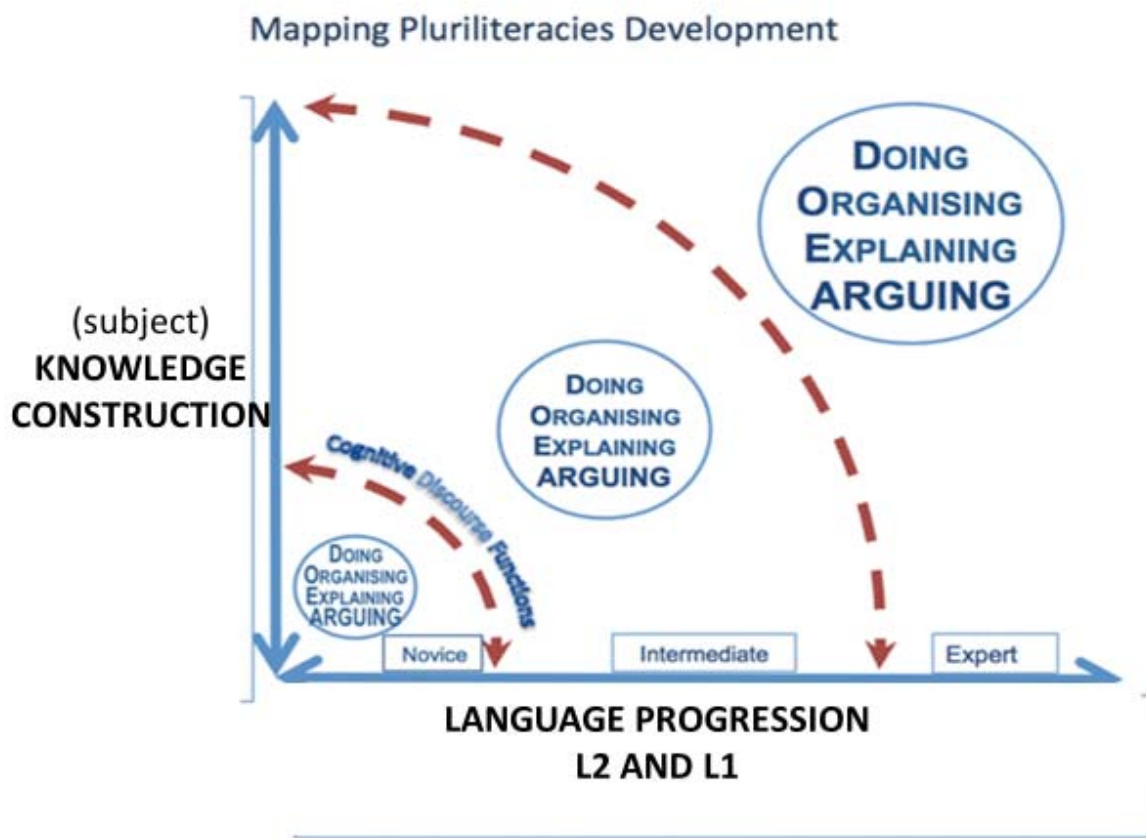 Mapping Pluriliteracies Development
DOING
ORGANISING
EXPLAINING
ARGUING
(subject)
KNOWLEDGE
CONSTRUCTION
DOING
ORGANISING
EXPLAINING
ARGUING
Cognitive Discourse Functions
DOING
ORGANISING
EXPLAINING
ARGUING
Novice
Intermediate
Expert
LANGUAGE PROGRESSION
L2 AND L1